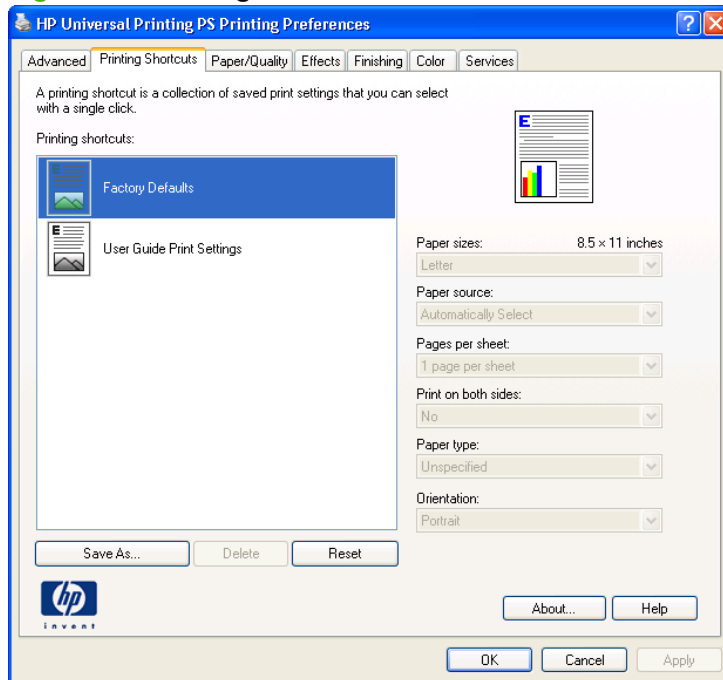 HP Universal Printing PS Printing Preferences
Advanced Printing Shortcuts Paper/Quality Effects Finishing Color Services
A printing shortcut is a collection of saved print settings that you can select
with a single click.
Printing shortcuts:
E
Factory Defaults
E
User Guide Print Settings
Paper sizes: 8.5 × 11 inches
Letter
Paper source:
Automatically Select
Pages per sheet:
1 page per sheet
Print on both sides:
No
Paper type:
Unspecified
Orientation:
Portrait
Save As... Delete Reset
hp
invent
About... Help
OK Cancel Apply